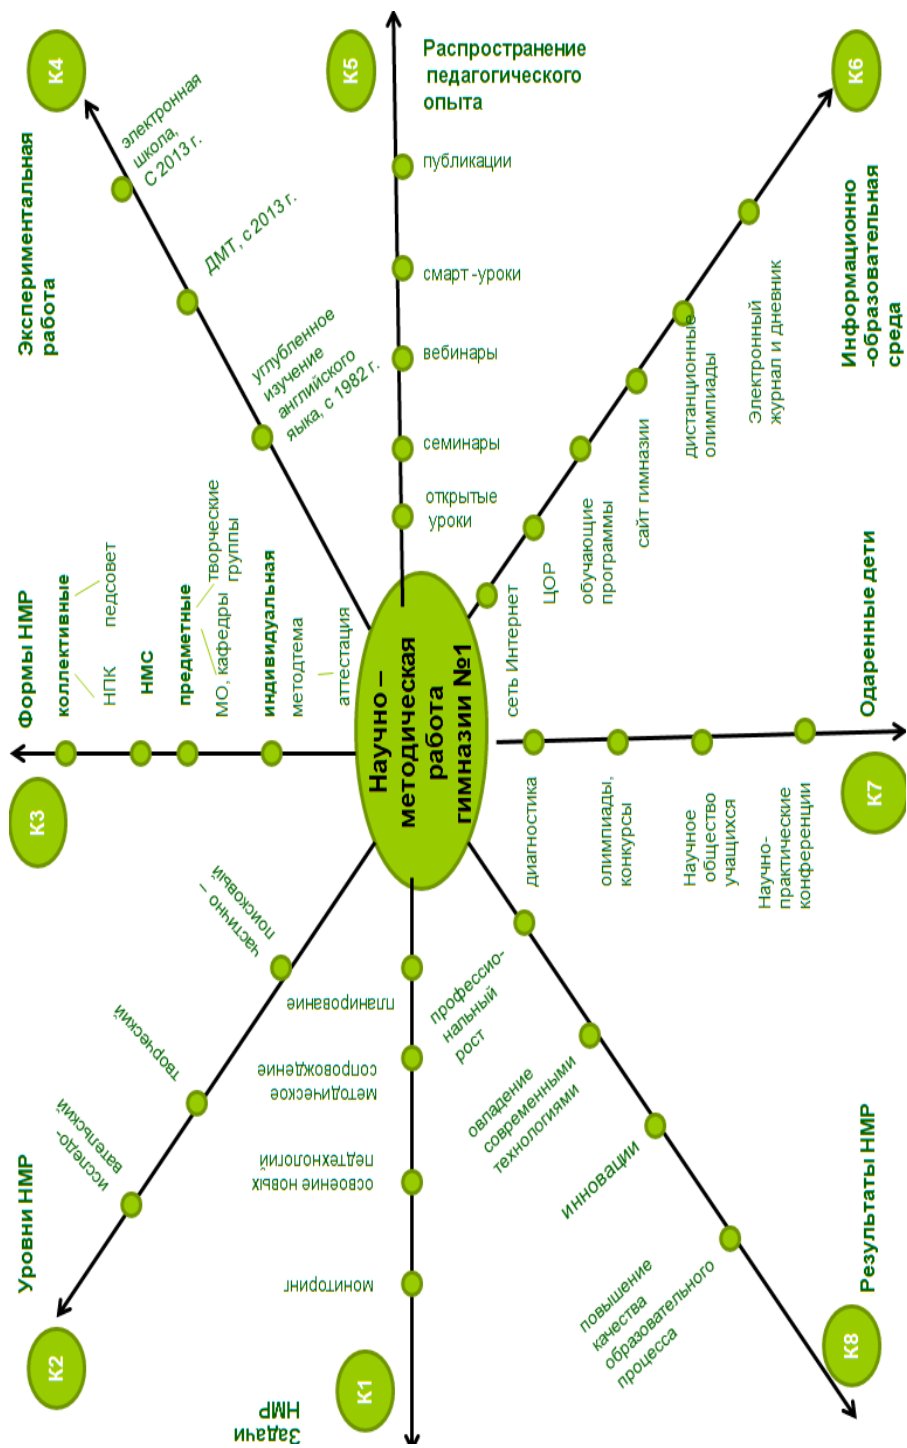 Научно –
методическая
работа
гимназии №1
К1
Задачи
НМР
планирование
методическое
сопровождение
освоение новых
педтехнологий
мониторинг
К2
Уровни НМР
частично –
поисковый
творческий
исследо-
вательский
К3
Формы НМР
коллективные
НПК
педсовет
НМС
предметные
МО, кафедры
творческие
группы
индивидуальная
методтема
аттестация
К4
Экспериментальная
работа
электронная
школа,
С 2013 г.
ДМТ, с 2013 г.
углубленное
изучение
английского
яыка, с 1982 г.
К5
Распространение
педагогического
опыта
публикации
смарт -уроки
вебинары
семинары
открытые
уроки
К6
Информационно
-образовательная
среда
сеть Интернет
ЦОР
обучающие
программы
сайт гимназии
дистанционные
олимпиады
Электронный
журнал и дневник
К7
Одаренные дети
диагностика
олимпиады,
конкурсы
Научное
общество
учащихся
Научно-
практические
конференции
К8
Результаты НМР
профессио-
нальный
рост
овладение
современными
технологиями
инновации
повышение
качества
образовательного
процесса